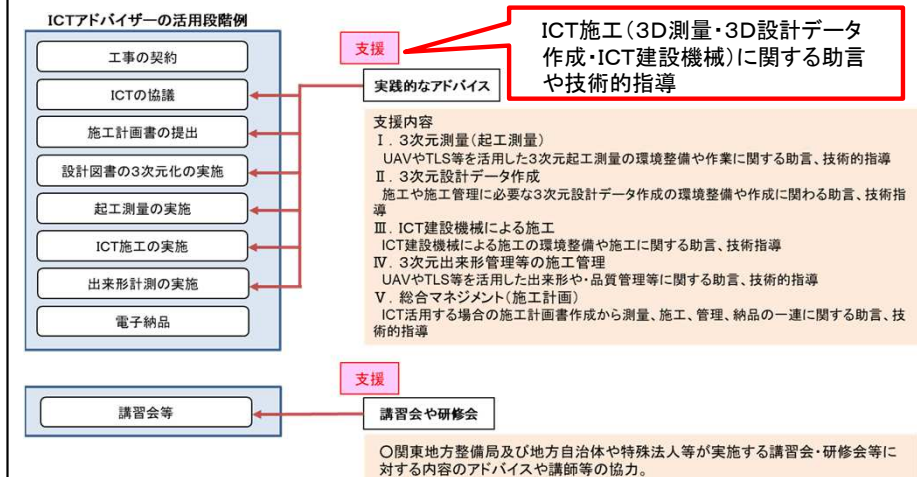 ICTアドバイザーの活用段階例
工事の契約
ICTの協議
施工計画書の提出
設計図書の3次元化の実施
起工測量の実施
ICT施工の実施
出来形計測の実施
電子納品
支援
ICT施工(3D測量・3D設計データ
作成・ICT建設機械)に関する助言
や技術的指導
実践的なアドバイス
支援内容
Ⅰ．3次元測量(起工測量)
UAVやTLS等を活用した3次元起工測量の環境整備や作業に関する助言、技術的指導
Ⅱ．3次元設計データ作成
施工や施工管理に必要な3次元設計データ作成の環境整備や作成に関わる助言、技術指
導
Ⅲ．ICT建設機械による施工
ICT建設機械による施工の環境整備や施工に関する助言、技術指導
Ⅳ．3次元出来形管理等の施工管理
UAVやTLS等を活用した出来形や・品質管理等に関する助言、技術的指導
Ⅴ．総合マネジメント(施工計画)
ICT活用する場合の施工計画書作成から測量、施工、管理、納品の一連に関する助言、技
術的指導
支援
講習会等
講習会や研修会
〇関東地方整備局及び地方自治体や特殊法人等が実施する講習会・研修会等に
対する内容のアドバイスや講師等の協力。